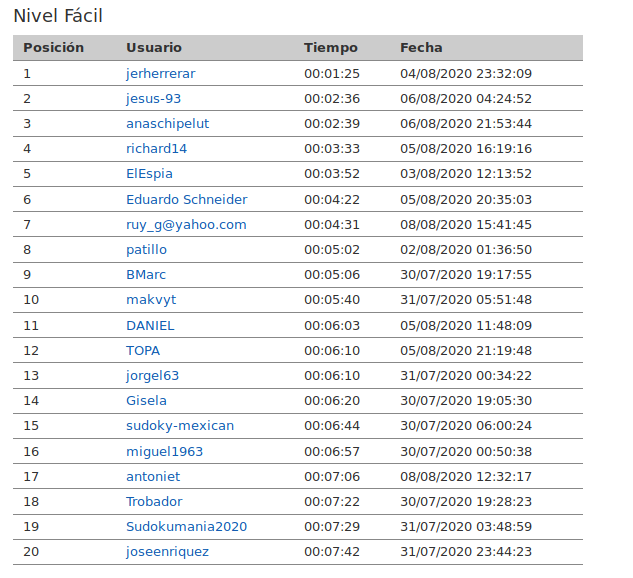 Nivel Fácil
Posición Usuario Tiempo Fecha
1 jerherrerar 00:01:25 04/08/2020 23:32:09
2 jesus-93 00:02:36 06/08/2020 04:24:52
3 anaschipelut 00:02:39 06/08/2020 21:53:44
4 richard14 00:03:33 05/08/2020 16:19:16
5 ElEspia 00:03:52 03/08/2020 12:13:52
6 Eduardo Schneider 00:04:22 05/08/2020 20:35:03
7 ruy_g@yahoo.com 00:04:31 08/08/2020 15:41:45
8 patillo 00:05:02 02/08/2020 01:36:50
9 BMarc 00:05:06 30/07/2020 19:17:55
10 makvyt 00:05:40 31/07/2020 05:51:48
11 DANIEL 00:06:03 05/08/2020 11:48:09
12 TOPA 00:06:10 05/08/2020 21:19:48
13 jorgel63 00:06:10 31/07/2020 00:34:22
14 Gisela 00:06:20 30/07/2020 19:05:30
15 sudoky-mexican 00:06:44 30/07/2020 06:00:24
16 miguel1963 00:06:57 30/07/2020 00:50:38
17 antoniet 00:07:06 08/08/2020 12:32:17
18 Trobador 00:07:22 30/07/2020 19:28:23
19 Sudokumania2020 00:07:29 31/07/2020 03:48:59
20 joseenriquez 00:07:42 31/07/2020 23:44:23